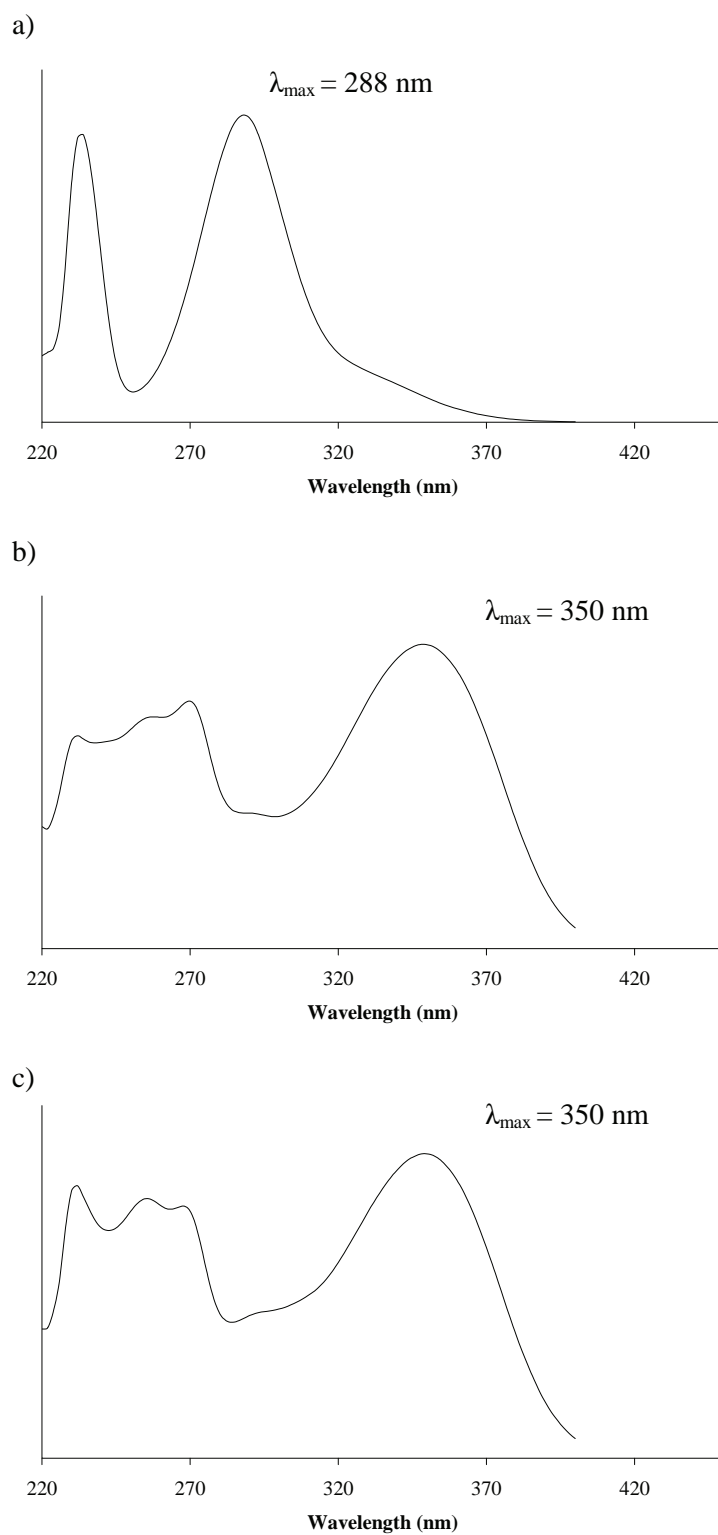 a)
λmax = 288 nm
220 270 320 370 420
Wavelength (nm)
b)
λmax = 350 nm
220 270 320 370 420
Wavelength (nm)
c)
λmax = 350 nm
220 270 320 370 420
Wavelength (nm)